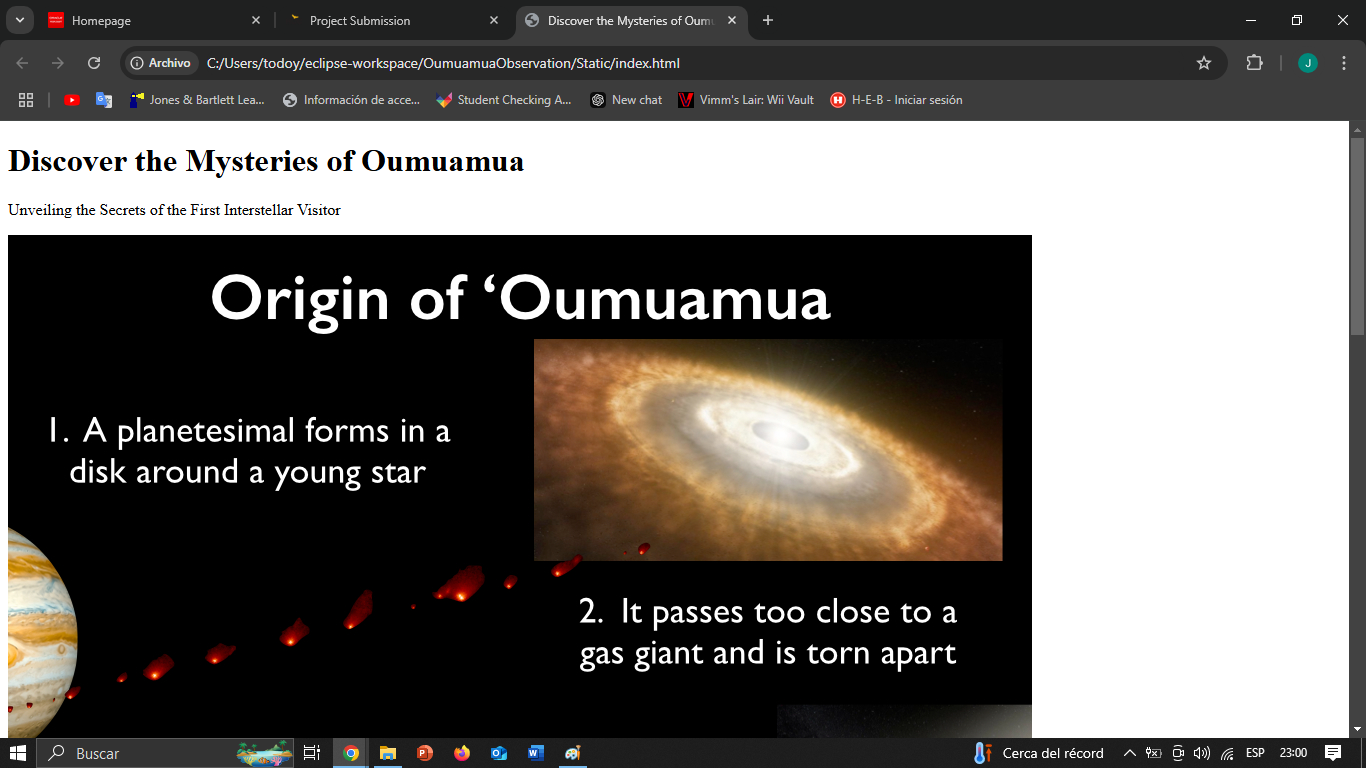 Homepage
Project Submission
Discover the Mysteries of Oum
Archivo
C:/Users/todoy/eclipse-workspace/OumuamuaObservation/Static/index.html
J
Jones & Bartlett Lea...
Información de acce...
Student Checking A...
New chat
Vimm's Lair: Wii Vault
H-E-B - Iniciar sesión
Discover the Mysteries of Oumuamua
Unveiling the Secrets of the First Interstellar Visitor
Origin of ‘Oumuamua
1. A planetesimal forms in a
disk around a young star
2. It passes too close to a
gas giant and is torn apart
Buscar
Cerca del récord
ESP
23:00